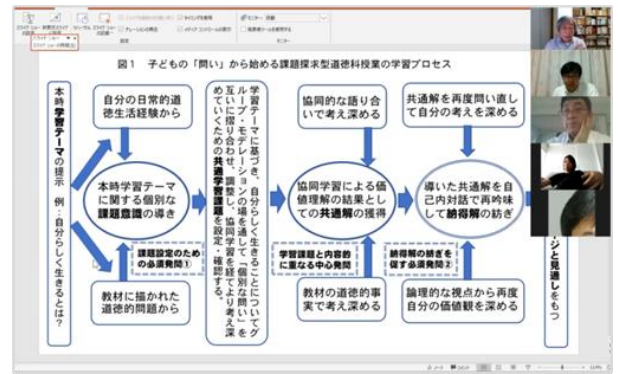 図１　子どもの「問い」から始める課題探求型道徳科授業の学習プロセス
本時学習テーマの提示　例：自分らしく生きるとは？
自分の日常的道
徳生活経験から
本時学習テーマ
に関する個別な
課題意識の導き
課題設定のため
の必須発問①
教材に描かれた
道徳的問題から
学習テーマに基づき、自分らしく生きることについてグ
ループ・モデレーションの場を通して「個別な問い」を
互いに摺り合わせ、調整し、協同学習を経てより考え深
めていくための共通学習課題を設定・確認する。
協同的な語り合
いで考え深める
協同学習による価
値理解の結果とし
ての共通解の獲得
学習課題と内容的
に重なる中心発問
教材の道徳的事
実で考え深める
共通解を再度問い直し
て自分の考えを深める
導いた共通解を自
己内対話で再吟味
して納得解の紡ぎ
納得解の紡ぎを
促す必須発問②
論理的な視点から再度
自分の価値観を深める
ージと見通しをもつ